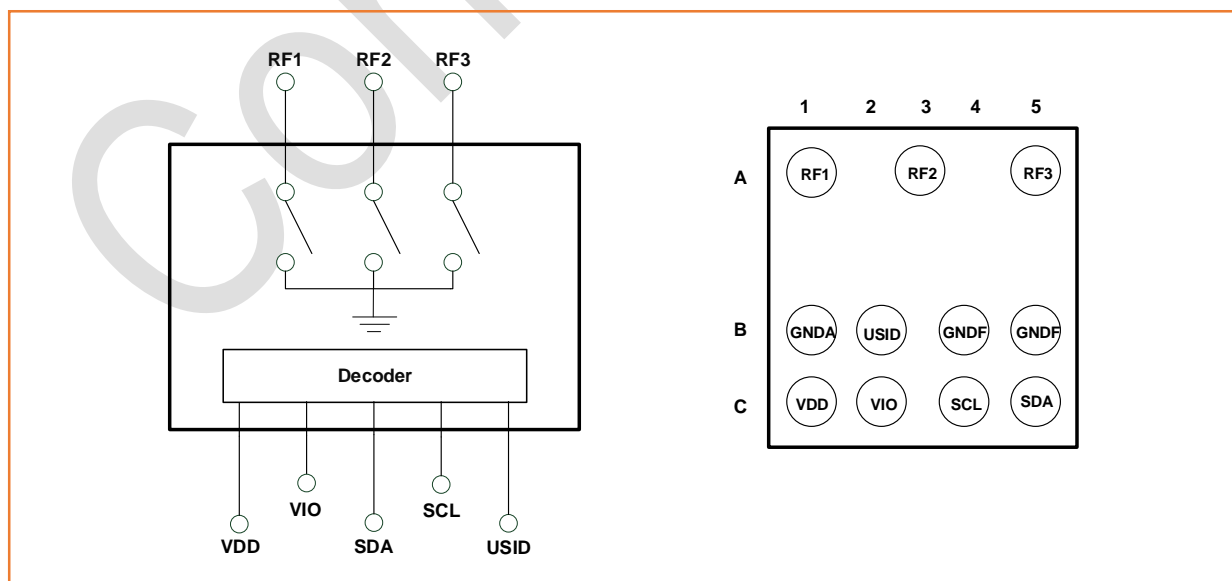 RF1 RF2 RF3
Decoder
VIO SCL
VDD SDA USID
1 2 3 4 5
A RF1 RF2 RF3
B GNDA USID GNDF GNDF
C VDD VIO SCL SDA
Con